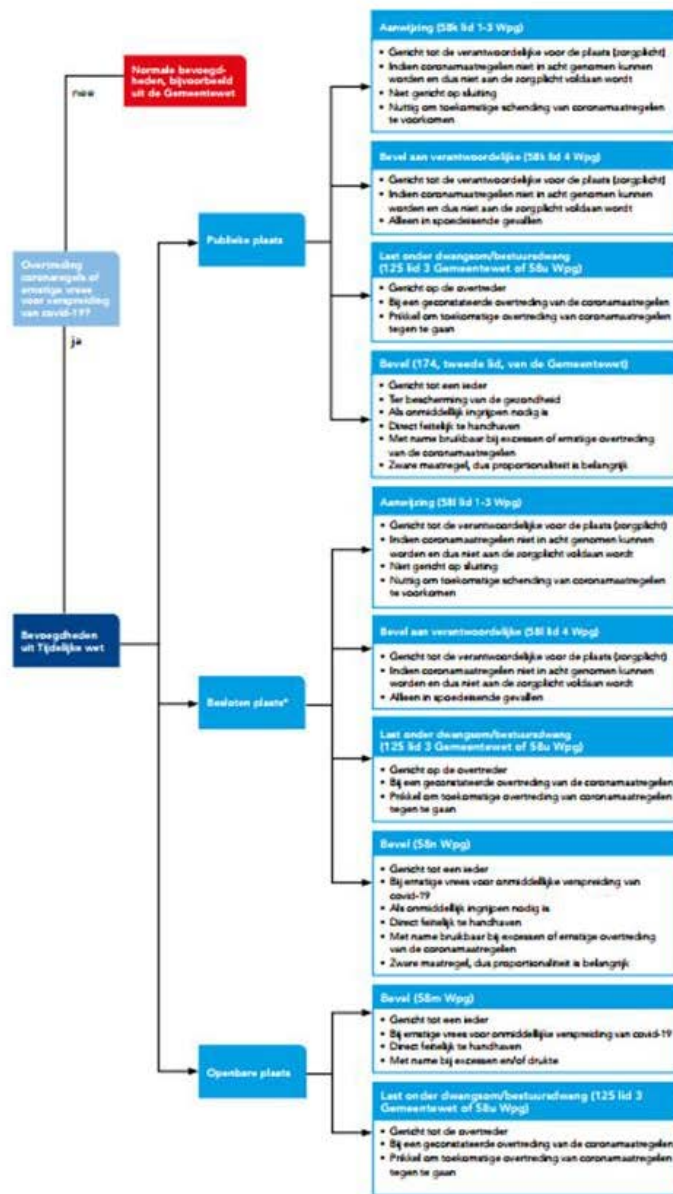 Aanwijzing (58k lid 1-3 Wpg)
• Gericht tot de verantwoordelijke voor de plaats (zorgplicht)
• Indien coronamaatregelen niet in acht genomen kunnen
worden en dus niet aan de zorgplicht voldaan wordt
• Niet gericht op sluiting
• Nuttig om toekomstige schending van coronamaatregelen
te voorkomen
Normale bevoegd-
heden, bijvoorbeeld
uit de Gemeentewet
nee
Bevel aan verantwoordelijke (58k lid 4 Wpg)
• Gericht tot de verantwoordelijke voor de plaats (zorgplicht)
• Indien coronamaatregelen niet in acht genomen kunnen
worden en dus niet aan de zorgplicht voldaan wordt
• Alleen in spoedeisende gevallen
Publieke plaats
Overtreding
coronaregels of
ernstige vrees
voor verspreiding
van covid-19?
ja
Last onder dwangsom/bestuursdwang
(125 lid 3 Gemeentewet of 58u Wpg)
• Gericht op de overtreder
• Bij een geconstateerde overtreding van de coronamaatregelen
• Prikkel om toekomstige overtreding van coronamaatregelen
tegen te gaan
Bevel (174, tweede lid, van de Gemeentewet)
• Gericht tot een ieder
• Ter bescherming van de gezondheid
• Als onmiddellijk ingrijpen nodig is
• Direct feitelijk te handhaven
• Met name bruikbaar bij excessen of ernstige overtreding
van de coronamaatregelen
• Zware maatregel, dus proportionaliteit is belangrijk
Aanwijzing (58l lid 1-3 Wpg)
• Gericht tot de verantwoordelijke voor de plaats (zorgplicht)
• Indien coronamaatregelen niet in acht genomen kunnen
worden en dus niet aan de zorgplicht voldaan wordt
• Niet gericht op sluiting
• Nuttig om toekomstige schending van coronamaatregelen
te voorkomen
Bevoegdheden
uit Tijdelijke wet
Bevel aan verantwoordelijke (58l lid 4 Wpg)
• Gericht tot de verantwoordelijke voor de plaats (zorgplicht)
• Indien coronamaatregelen niet in acht genomen kunnen
worden en dus niet aan de zorgplicht voldaan wordt
• Alleen in spoedeisende gevallen
Besloten plaats*
Last onder dwangsom/bestuursdwang
(125 lid 3 Gemeentewet of 58u Wpg)
• Gericht op de overtreder
• Bij een geconstateerde overtreding van de coronamaatregelen
• Prikkel om toekomstige overtreding van coronamaatregelen
tegen te gaan
Bevel (58n Wpg)
• Gericht tot een ieder
• Bij ernstige vrees voor onmiddellijke verspreiding van
covid-19
• Als onmiddellijk ingrijpen nodig is
• Direct feitelijk te handhaven
• Met name bruikbaar bij excessen of ernstige overtreding
van de coronamaatregelen
• Zware maatregel, dus proportionaliteit is belangrijk
Bevel (58m Wpg)
• Gericht tot een ieder
• Bij ernstige vrees voor onmiddellijke verspreiding van covid-19
• Direct feitelijk te handhaven
• Met name bij excessen en/of drukte
Openbare plaats
Last onder dwangsom/bestuursdwang (125 lid 3
Gemeentewet of 58u Wpg)
• Gericht tot de overtreder
• Bij een geconstateerde overtreding van de coronamaatregelen
• Prikkel om toekomstige overtreding van coronamaatregelen
tegen te gaan